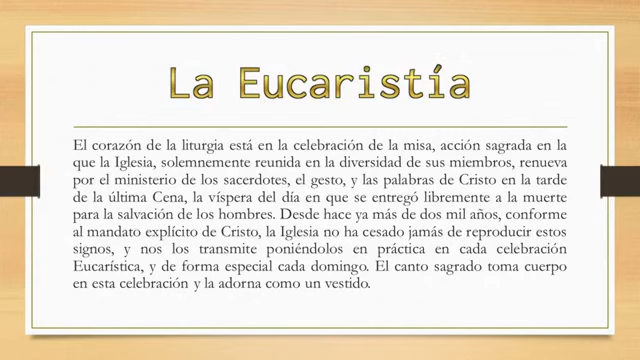 La Eucaristía
El corazón de la liturgia está en la celebración de la misa, acción sagrada en la
que la Iglesia, solemnemente reunida en la diversidad de sus miembros, renueva
por el ministerio de los sacerdotes, el gesto, y las palabras de Cristo en la tarde
de la última Cena, la víspera del día en que se entregó libremente a la muerte
para la salvación de los hombres. Desde hace ya más de dos mil años, conforme
al mandato explícito de Cristo, la Iglesia no ha cesado jamás de reproducir estos
signos, y nos los transmite poniéndolos en práctica en cada celebración
Eucarística, y de forma especial cada domingo. El canto sagrado toma cuerpo
en esta celebración y la adorna como un vestido.